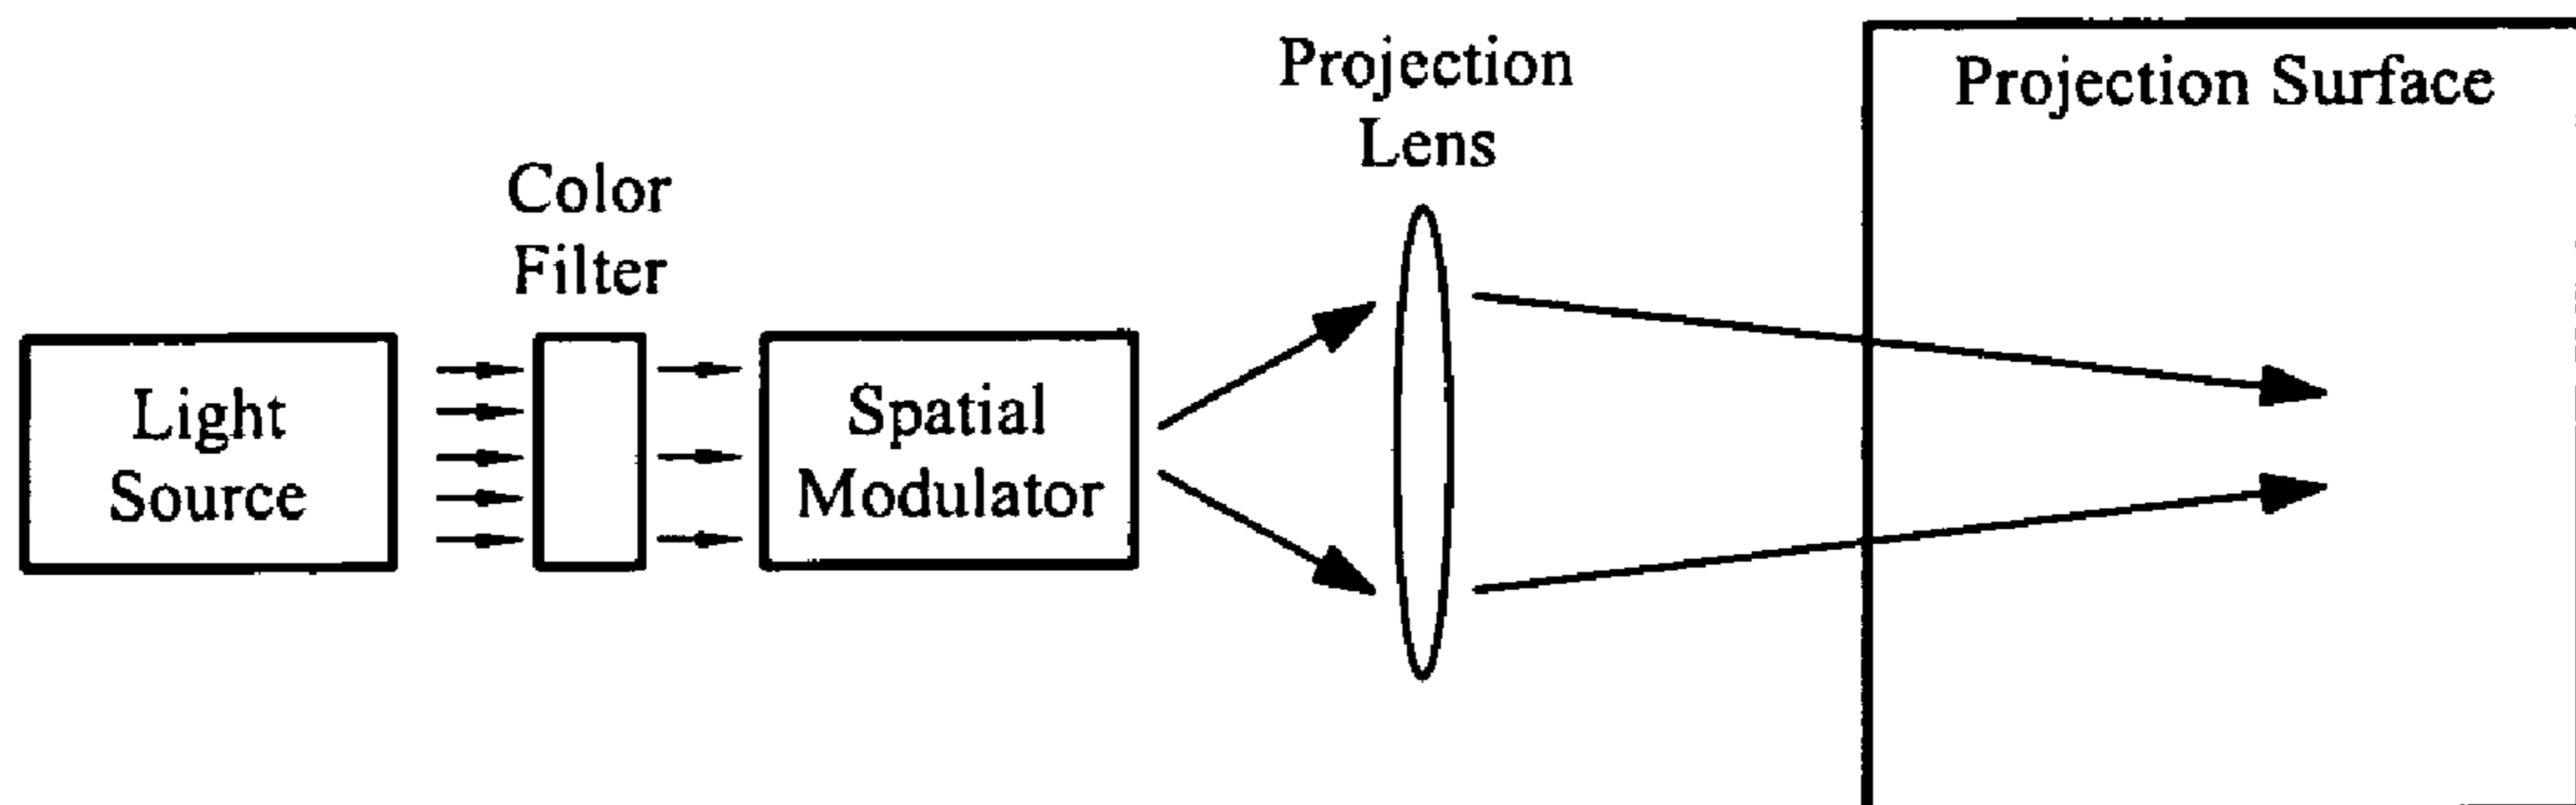 Light
Source
Color
Filter
Spatial
Modulator
Projection
Lens
Projection Surface